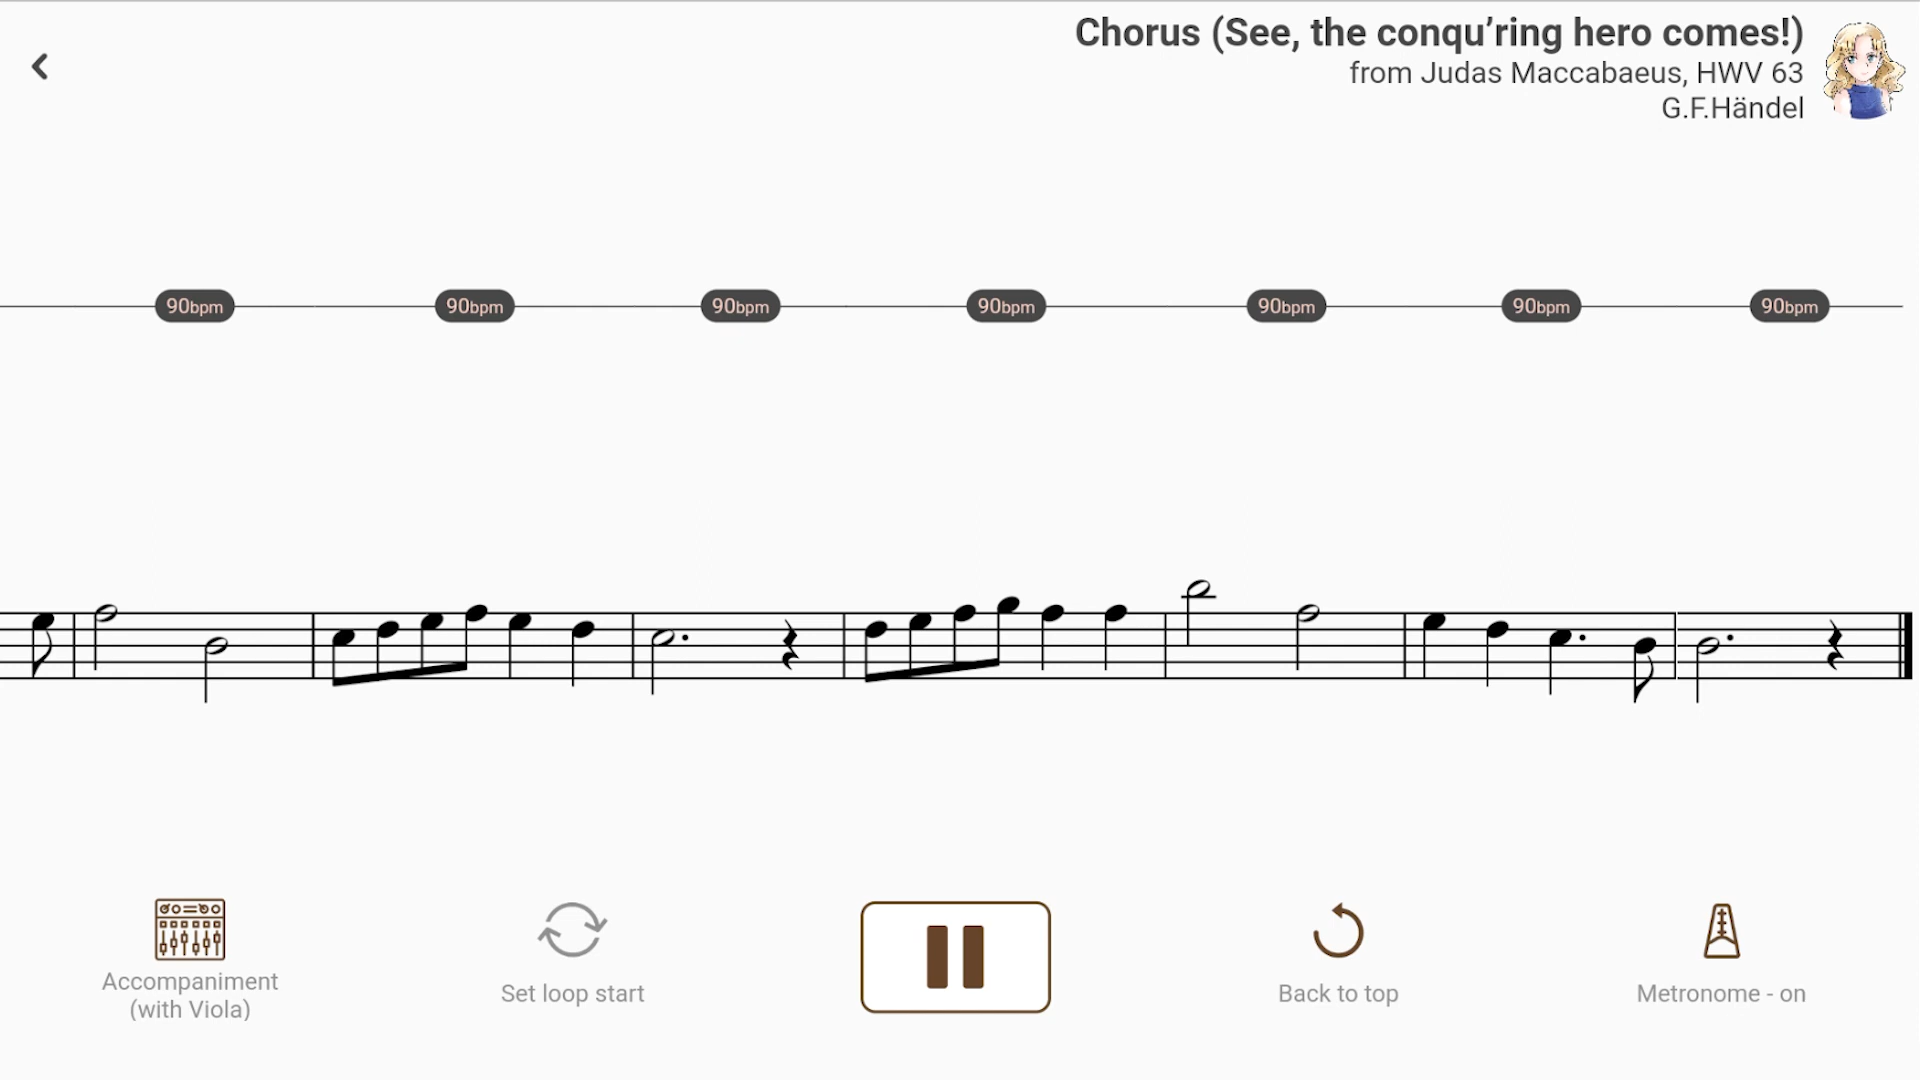 Chorus (See, the conqu’ring hero comes!)
from Judas Maccabaeus, HWV 63
G.F.Händel
90bpm 90bpm 90bpm 90bpm 90bpm 90bpm 90bpm
Accompaniment
(with Viola)
Set loop start
Back to top
Metronome - on